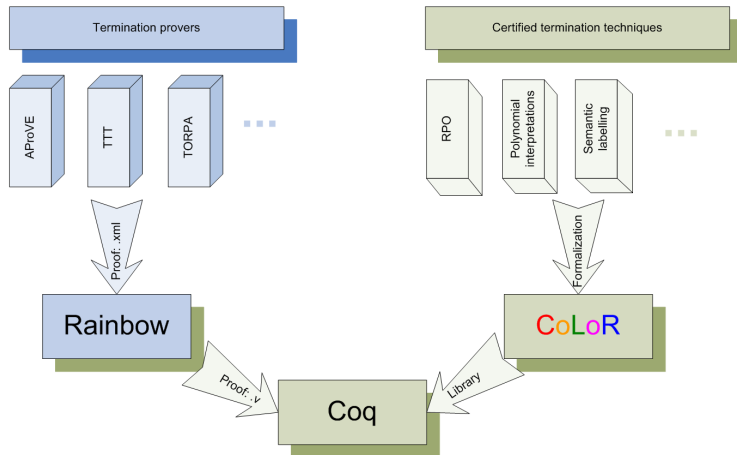 Termination provers
Certified termination techniques
AProVE
TTT
TORPA
RPO
Polynomial
interpretations
Semantic
labelling
Proof: .xml
Formalization
Rainbow
CoLoR
Proof: .v
Library
Coq